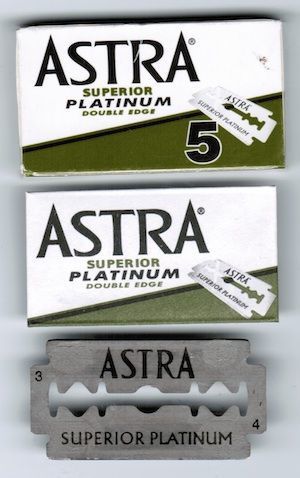 ASTRA®
SUPERIOR
PLATINUM
DOUBLE EDGE
ASTRA
SUPERIOR PLATINUM
5
ASTRA®
SUPERIOR
PLATINUM
DOUBLE EDGE
ASTRA
SUPERIOR PLATINUM
3
ASTRA
4
SUPERIOR PLATINUM